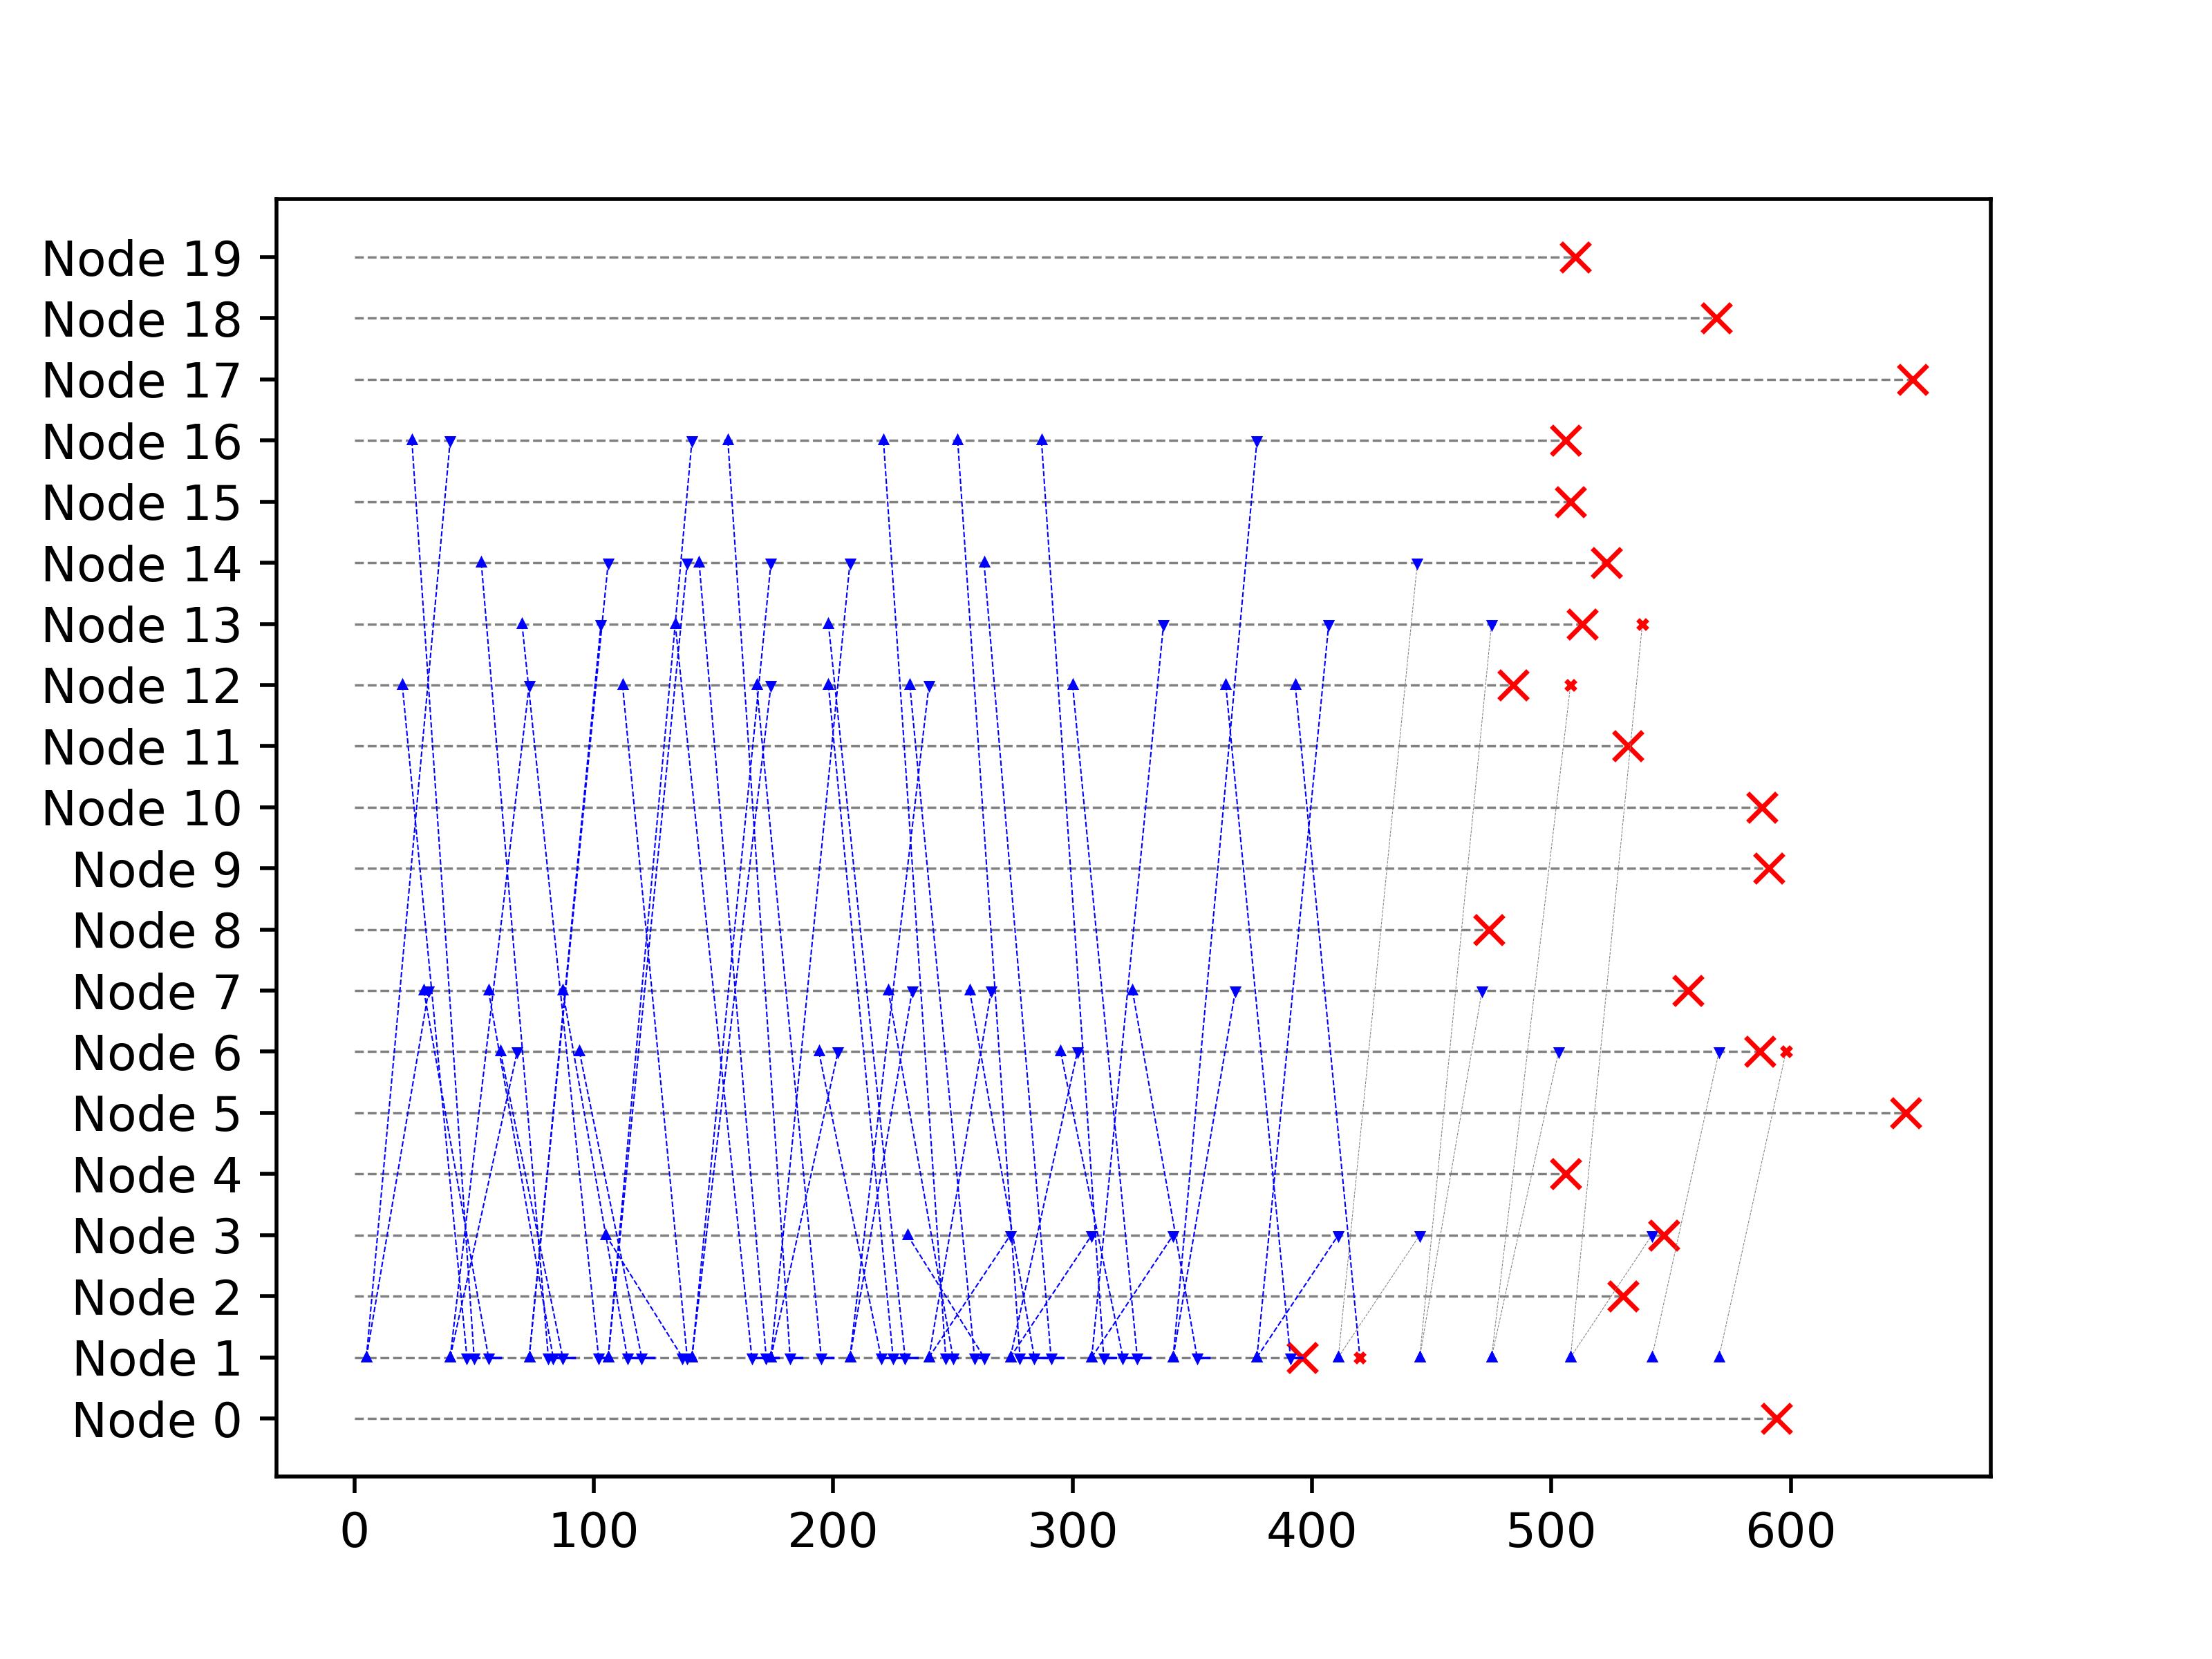 Node 19
Node 18
Node 17
Node 16
Node 15
Node 14
Node 13
Node 12
Node 11
Node 10
Node 9
Node 8
Node 7
Node 6
Node 5
Node 4
Node 3
Node 2
Node 1
Node 0
0 100 200 300 400 500 600